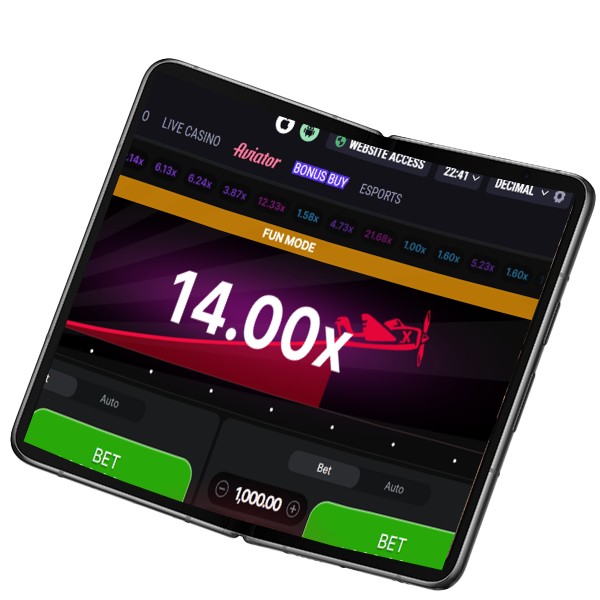 WEBSITE ACCESS 22:41 DECIMAL
LIVE CASINO Aviator BONUS BUY ESPORTS
.14x 6.13x 6.24x 3.87x 12.33x 1.58x 4.73x 21.68x 1.00x 1.60x 5.23x 1.60x
FUN MODE
14.00x
Auto
Bet Auto
BET
1,000.00
BET